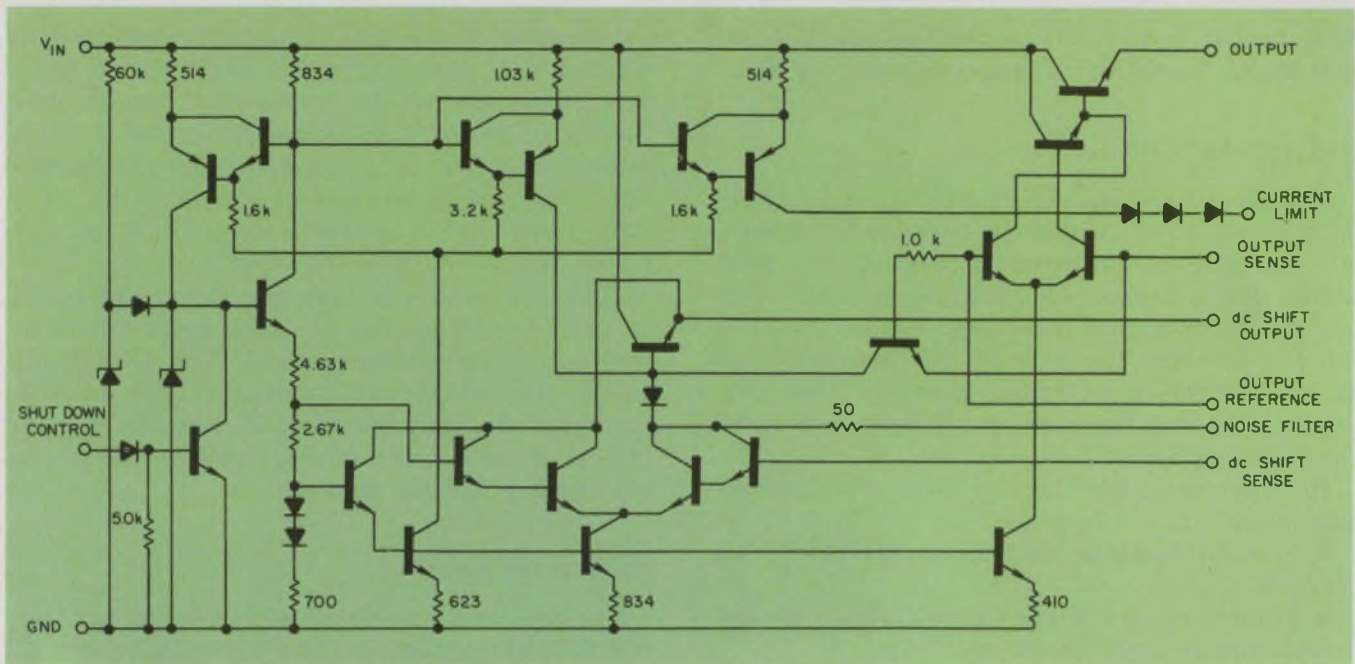 VIN
60k
514
834
1.03 k
514
OUTPUT
1.6k
3.2k
1.6k
CURRENT
LIMIT
1.0 k
OUTPUT
SENSE
dc SHIFT
OUTPUT
4.63k
OUTPUT
REFERENCE
SHUT DOWN
CONTROL
2.67k
50
NOISE FILTER
dc SHIFT
SENSE
5.0k
700
623
834
410
GND